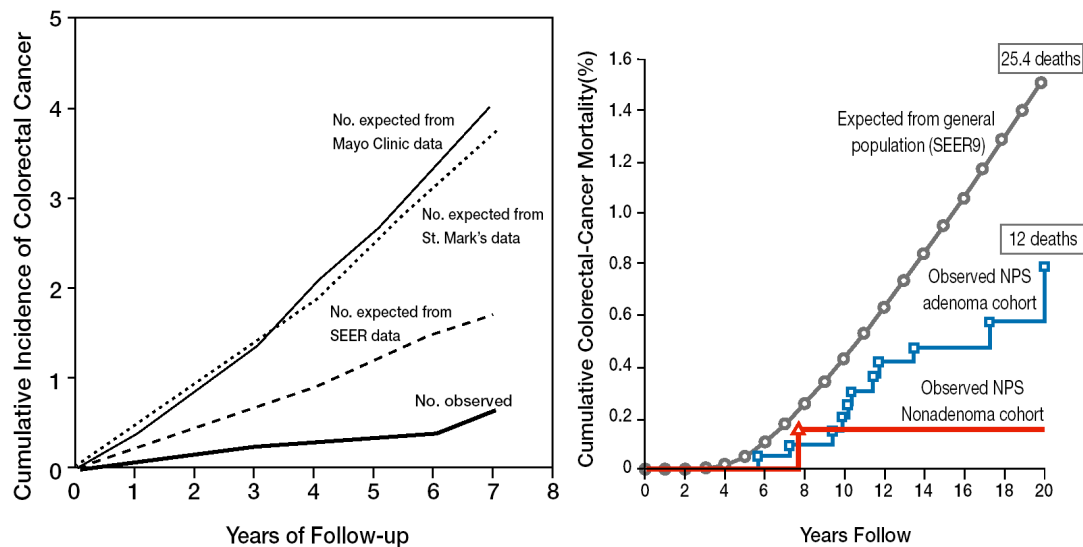 Cumulative Incidence of Colorectal Cancer
5
4
3
2
1
0
No. expected from
Mayo Clinic data
No. expected from
St. Mark's data
No. expected from
SEER data
No. observed
0
1
2
3
4
5
6
7
8
Years of Follow-up
Cumulative Colorectal-Cancer Mortality(%)
1.6
1.4
1.2
1.0
0.8
0.6
0.4
0.2
0
25.4 deaths
Expected from general
population (SEER9)
12 deaths
Observed NPS
adenoma cohort
Observed NPS
Nonadenoma cohort
0
2
4
6
8
10
12
14
16
18
20
Years Follow